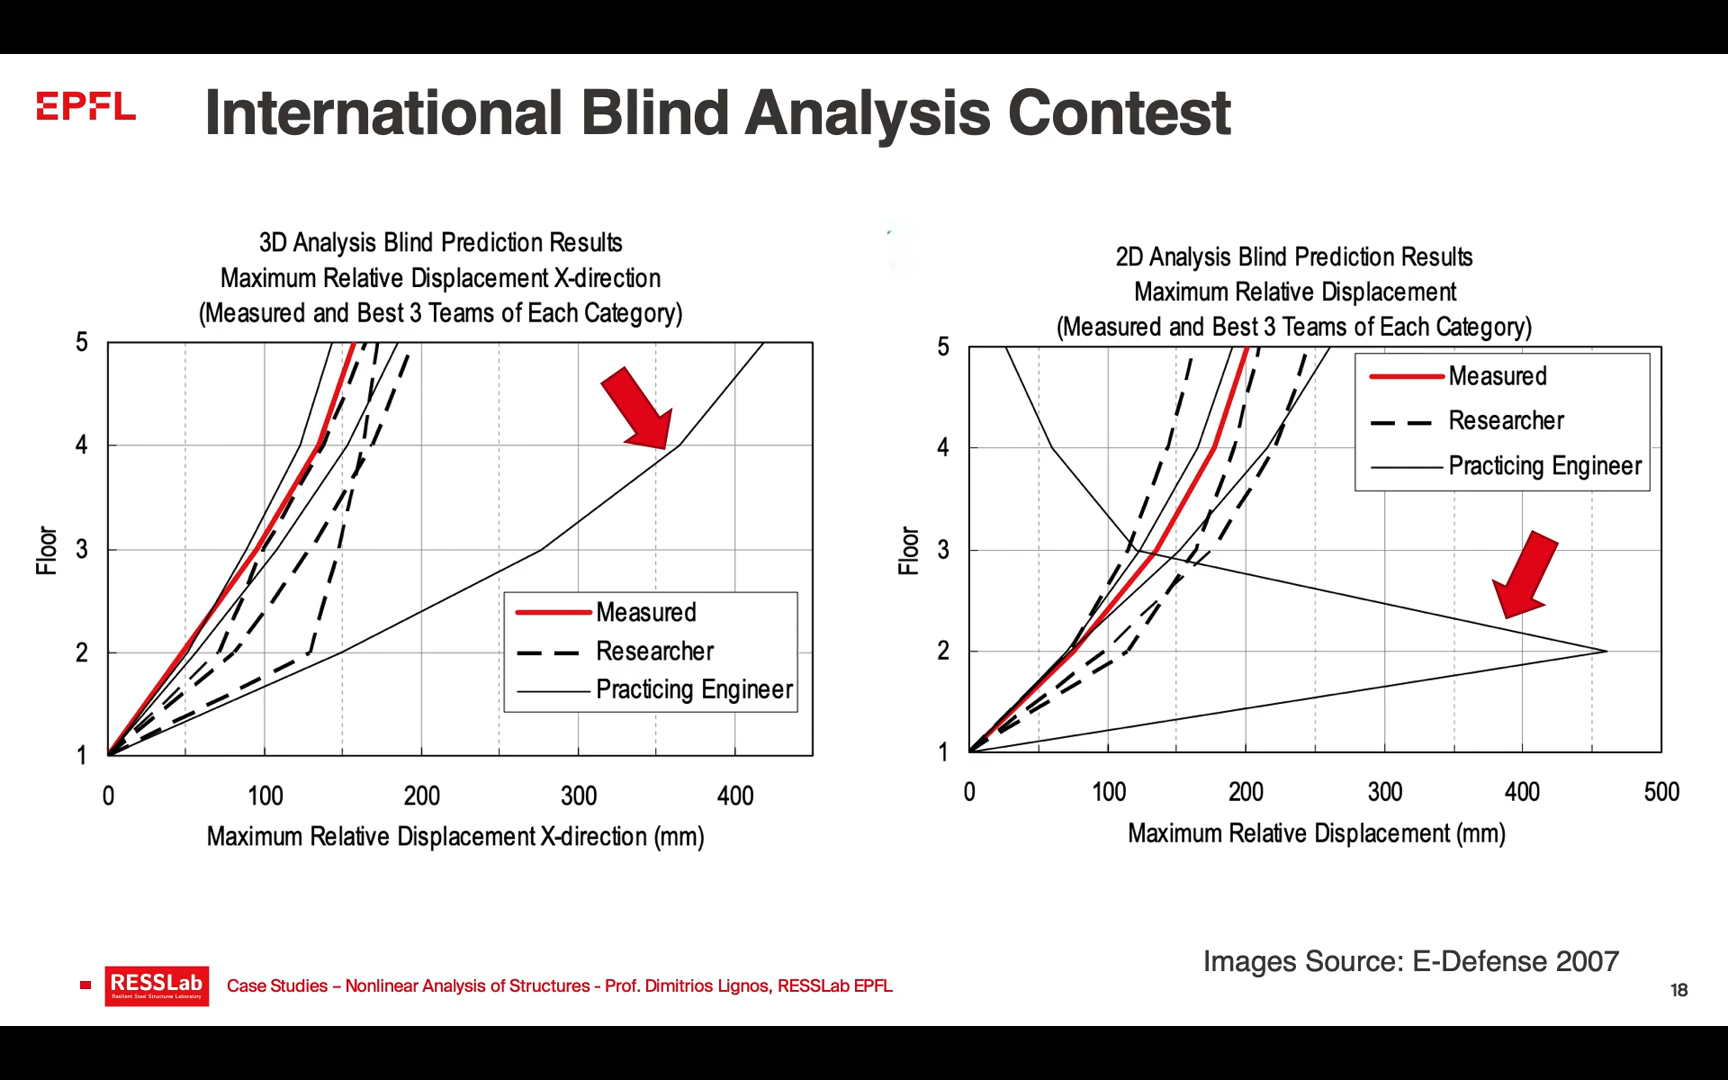 EPFL
International Blind Analysis Contest
3D Analysis Blind Prediction Results
Maximum Relative Displacement X-direction
(Measured and Best 3 Teams of Each Category)
5
4
3
2
1
Floor
Measured
Researcher
Practicing Engineer
0 100 200 300 400
Maximum Relative Displacement X-direction (mm)
2D Analysis Blind Prediction Results
Maximum Relative Displacement
(Measured and Best 3 Teams of Each Category)
5
4
3
2
1
Floor
Measured
Researcher
Practicing Engineer
0 100 200 300 400 500
Maximum Relative Displacement (mm)
Images Source: E-Defense 2007
RESSLab
Resilient Steel Structures Laboratory
Case Studies – Nonlinear Analysis of Structures - Prof. Dimitrios Lignos, RESSLab EPFL
18